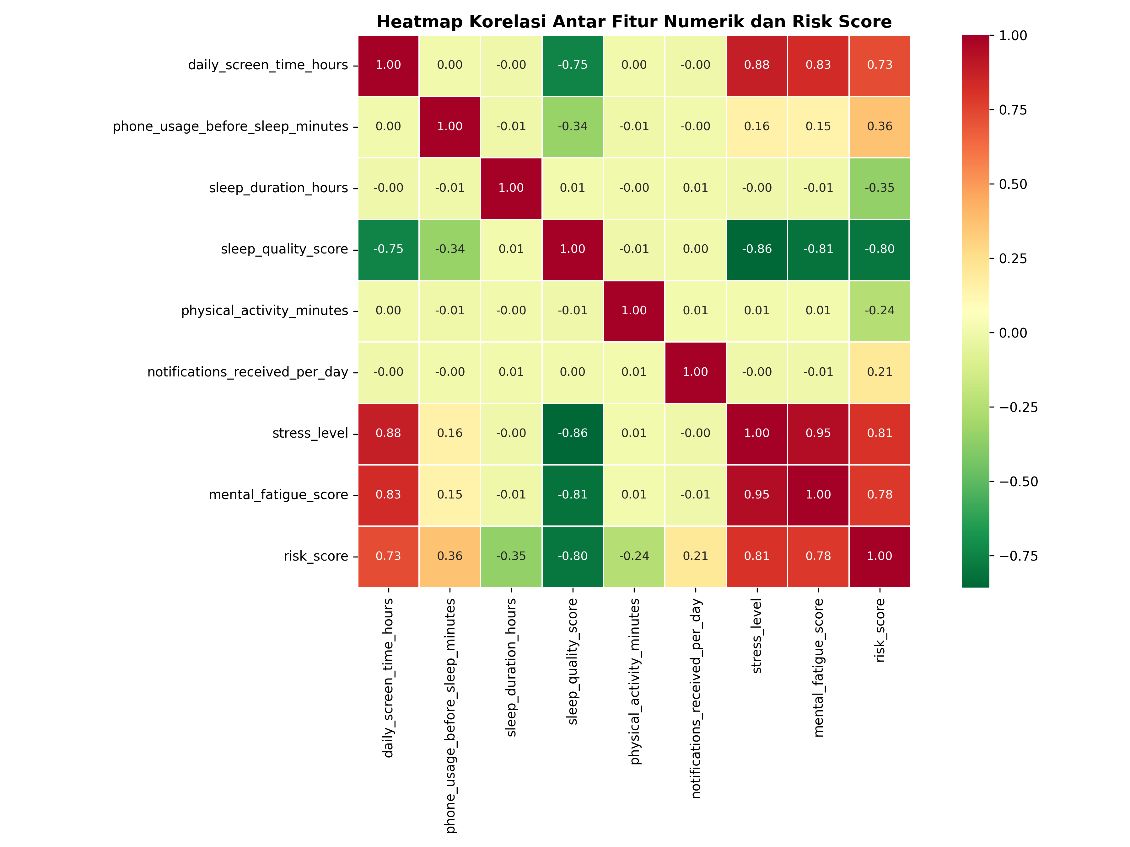 Heatmap Korelasi Antar Fitur Numerik dan Risk Score
daily_screen_time_hours 1.00 0.00 -0.00 -0.75 0.00 -0.00 0.88 0.83 0.73
phone_usage_before_sleep_minutes 0.00 1.00 -0.01 -0.34 -0.01 -0.00 0.16 0.15 0.36
sleep_duration_hours -0.00 -0.01 1.00 0.01 -0.00 0.01 -0.00 -0.01 -0.35
sleep_quality_score -0.75 -0.34 0.01 1.00 -0.01 0.00 -0.86 -0.81 -0.80
physical_activity_minutes 0.00 -0.01 -0.00 -0.01 1.00 0.01 0.01 0.01 -0.24
notifications_received_per_day -0.00 -0.00 0.01 0.00 0.01 1.00 -0.00 -0.01 0.21
stress_level 0.88 0.16 -0.00 -0.86 0.01 -0.00 1.00 0.95 0.81
mental_fatigue_score 0.83 0.15 -0.01 -0.81 0.01 -0.01 0.95 1.00 0.78
risk_score 0.73 0.36 -0.35 -0.80 -0.24 0.21 0.81 0.78 1.00
daily_screen_time_hours
phone_usage_before_sleep_minutes
sleep_duration_hours
sleep_quality_score
physical_activity_minutes
notifications_received_per_day
stress_level
mental_fatigue_score
risk_score
1.00
0.75
0.50
0.25
0.00
−0.25
−0.50
−0.75